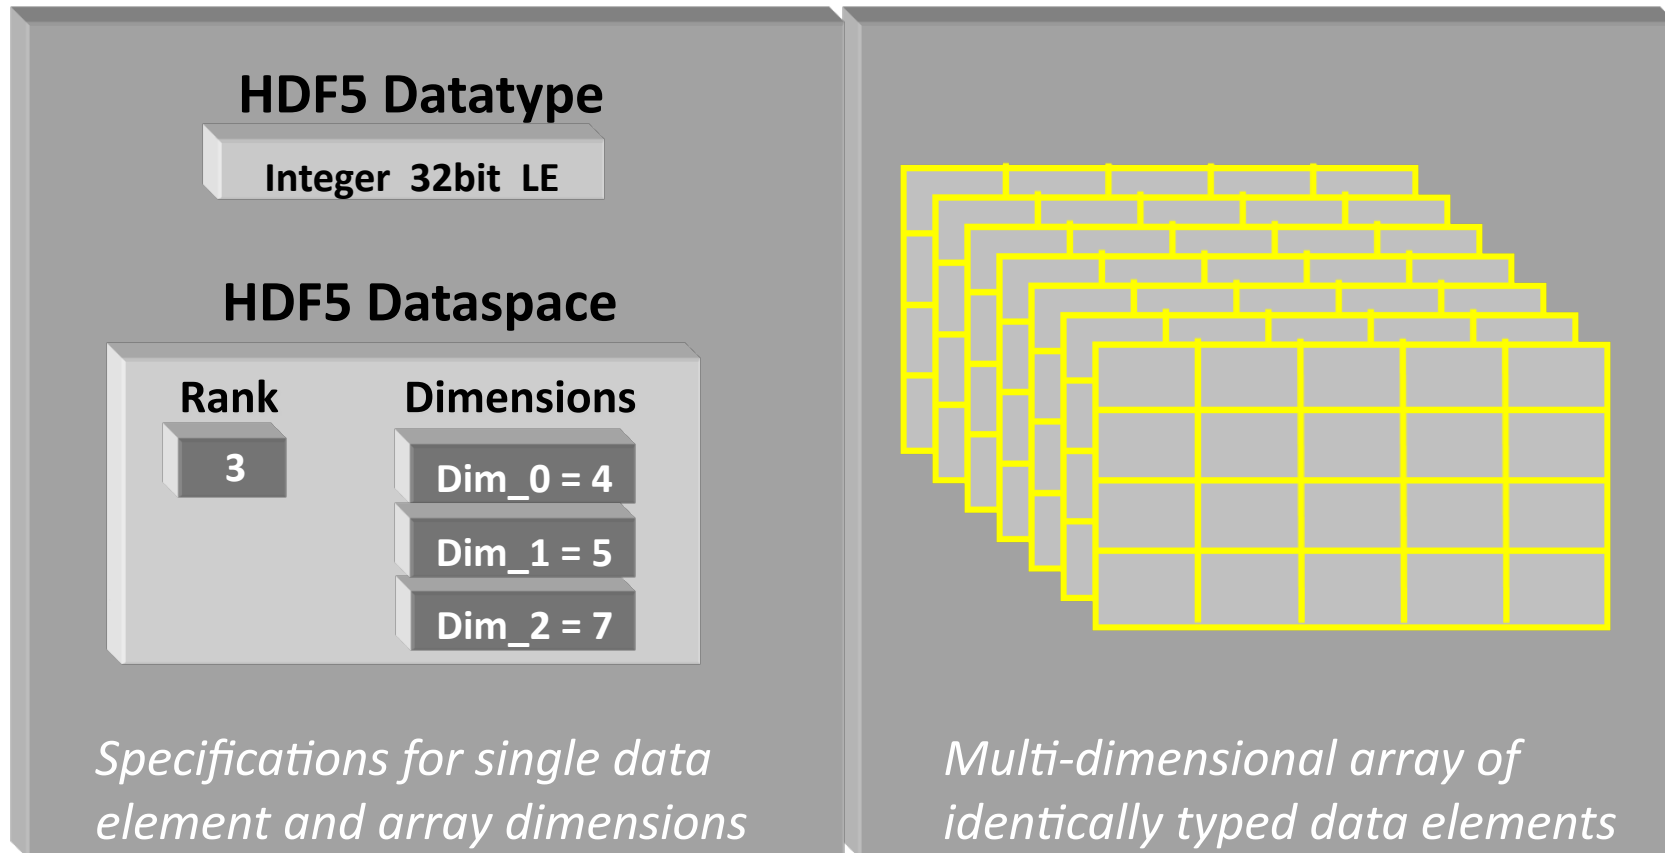 HDF5 Datatype
Integer 32bit LE
HDF5 Dataspace
Rank
3
Dimensions
Dim_0 = 4
Dim_1 = 5
Dim_2 = 7
Specifications for single data
element and array dimensions
Multi-dimensional array of
identically typed data elements